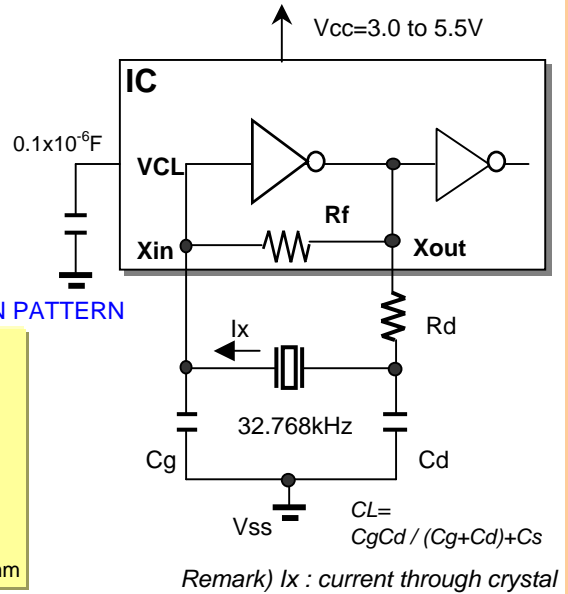 Vcc=3.0 to 5.5V
IC
0.1x10⁻⁶F
VCL
Rf
Xin
Xout
N PATTERN
Rd
Ix
32.768kHz
Cg
Cd
Vss
CL=
CgCd / (Cg+Cd)+Cs
am
Remark) Ix : current through crystal